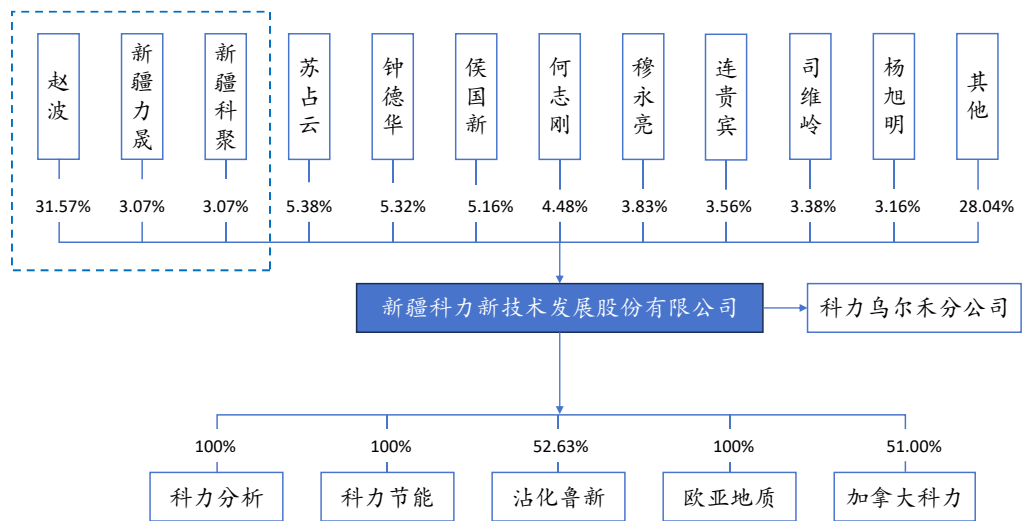 赵波
新疆力晟
新疆科聚
苏占云
钟德华
侯国新
何志刚
穆永亮
连贵宾
司维岭
杨旭明
其他
31.57%
3.07%
3.07%
5.38%
5.32%
5.16%
4.48%
3.83%
3.56%
3.38%
3.16%
28.04%
新疆科力新技术发展股份有限公司
科力乌尔禾分公司
100%
100%
52.63%
100%
51.00%
科力分析
科力节能
沾化鲁新
欧亚地质
加拿大科力